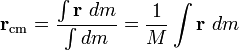 r_cm = ∫ r dm / ∫ dm = 1/M ∫ r dm